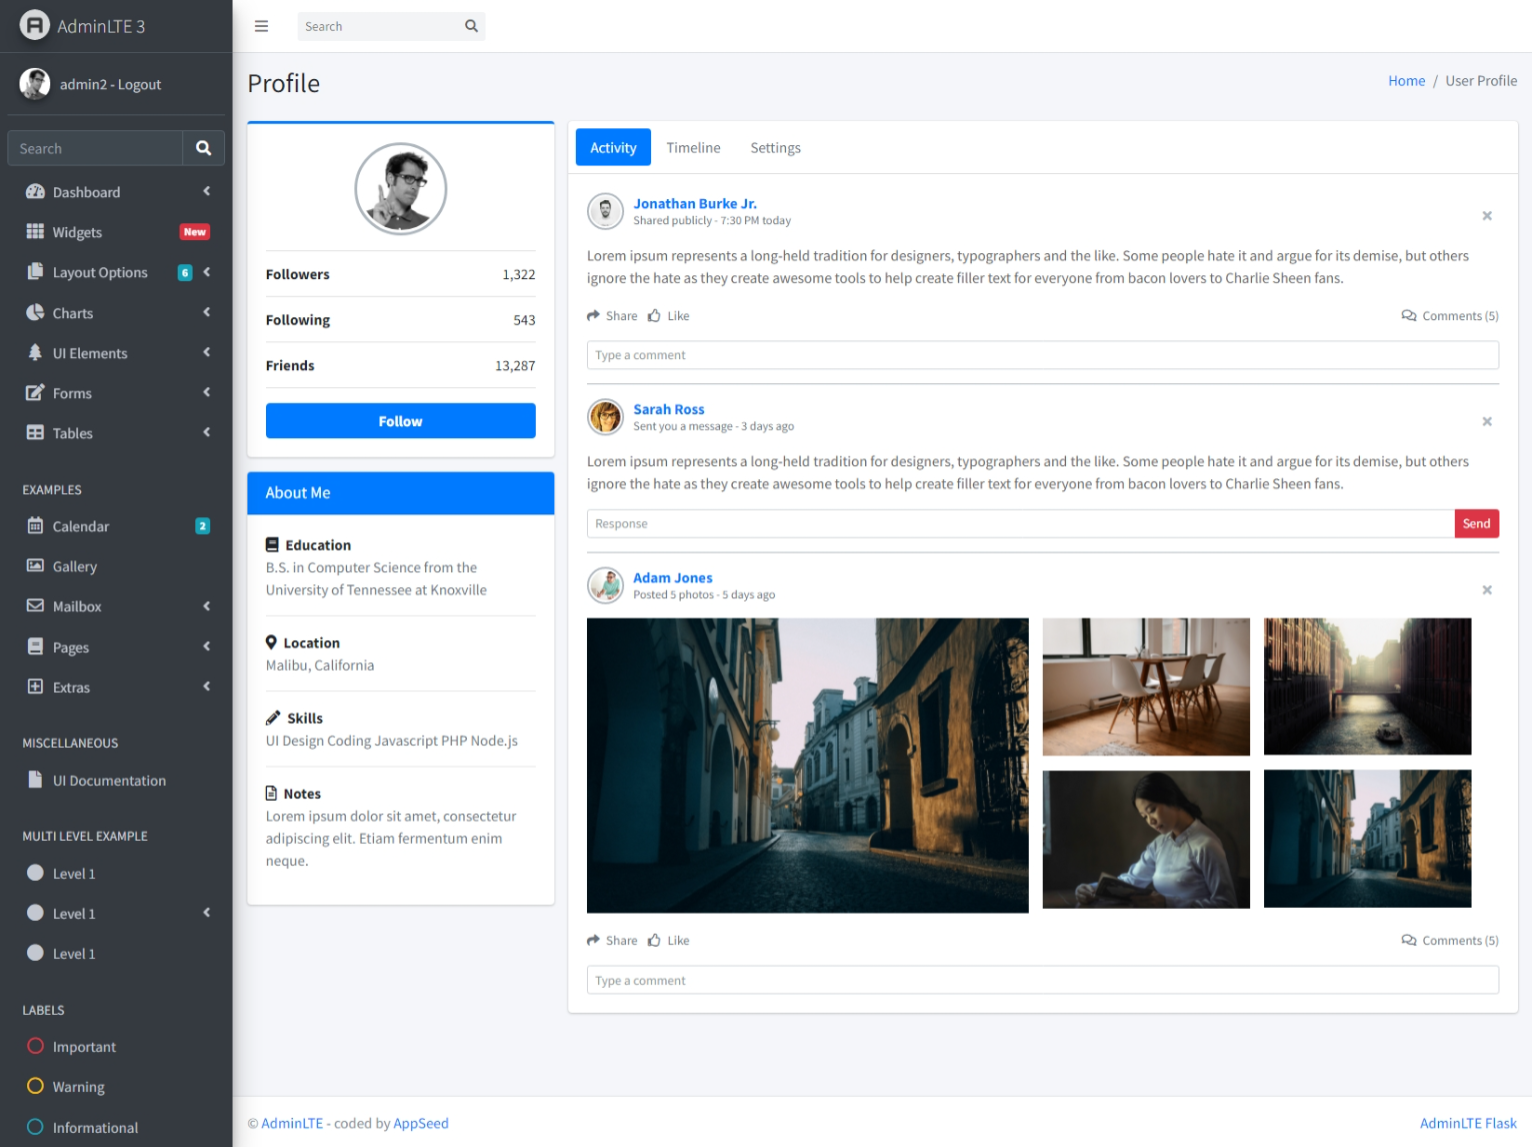 AdminLTE 3
admin2 - Logout
Search
Dashboard
Widgets New
Layout Options 6
Charts
UI Elements
Forms
Tables
EXAMPLES
Calendar 2
Gallery
Mailbox
Pages
Extras
MISCELLANEOUS
UI Documentation
MULTI LEVEL EXAMPLE
Level 1
Level 1
Level 1
LABELS
Important
Warning
Informational
Search
Profile
Home / User Profile
Followers 1,322
Following 543
Friends 13,287
Follow
About Me
Education
B.S. in Computer Science from the
University of Tennessee at Knoxville
Location
Malibu, California
Skills
UI Design Coding Javascript PHP Node.js
Notes
Lorem ipsum dolor sit amet, consectetur
adipiscing elit. Etiam fermentum enim
neque.
Activity Timeline Settings
Jonathan Burke Jr.
Shared publicly - 7:30 PM today
Lorem ipsum represents a long-held tradition for designers, typographers and the like. Some people hate it and argue for its demise, but others
ignore the hate as they create awesome tools to help create filler text for everyone from bacon lovers to Charlie Sheen fans.
Share Like Comments (5)
Type a comment
Sarah Ross
Sent you a message - 3 days ago
Lorem ipsum represents a long-held tradition for designers, typographers and the like. Some people hate it and argue for its demise, but others
ignore the hate as they create awesome tools to help create filler text for everyone from bacon lovers to Charlie Sheen fans.
Response Send
Adam Jones
Posted 5 photos - 5 days ago
Share Like Comments (5)
Type a comment
© AdminLTE - coded by AppSeed
AdminLTE Flask